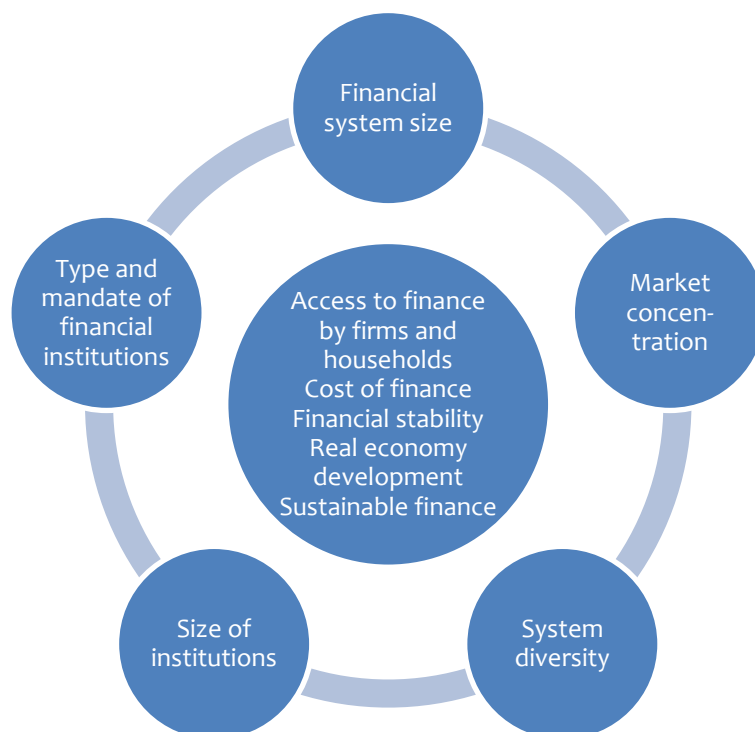 Financial
system size
Type and
mandate of
financial
institutions
Access to finance
by firms and
households
Cost of finance
Financial stability
Real economy
development
Sustainable finance
Market
concen-
tration
Size of
institutions
System
diversity